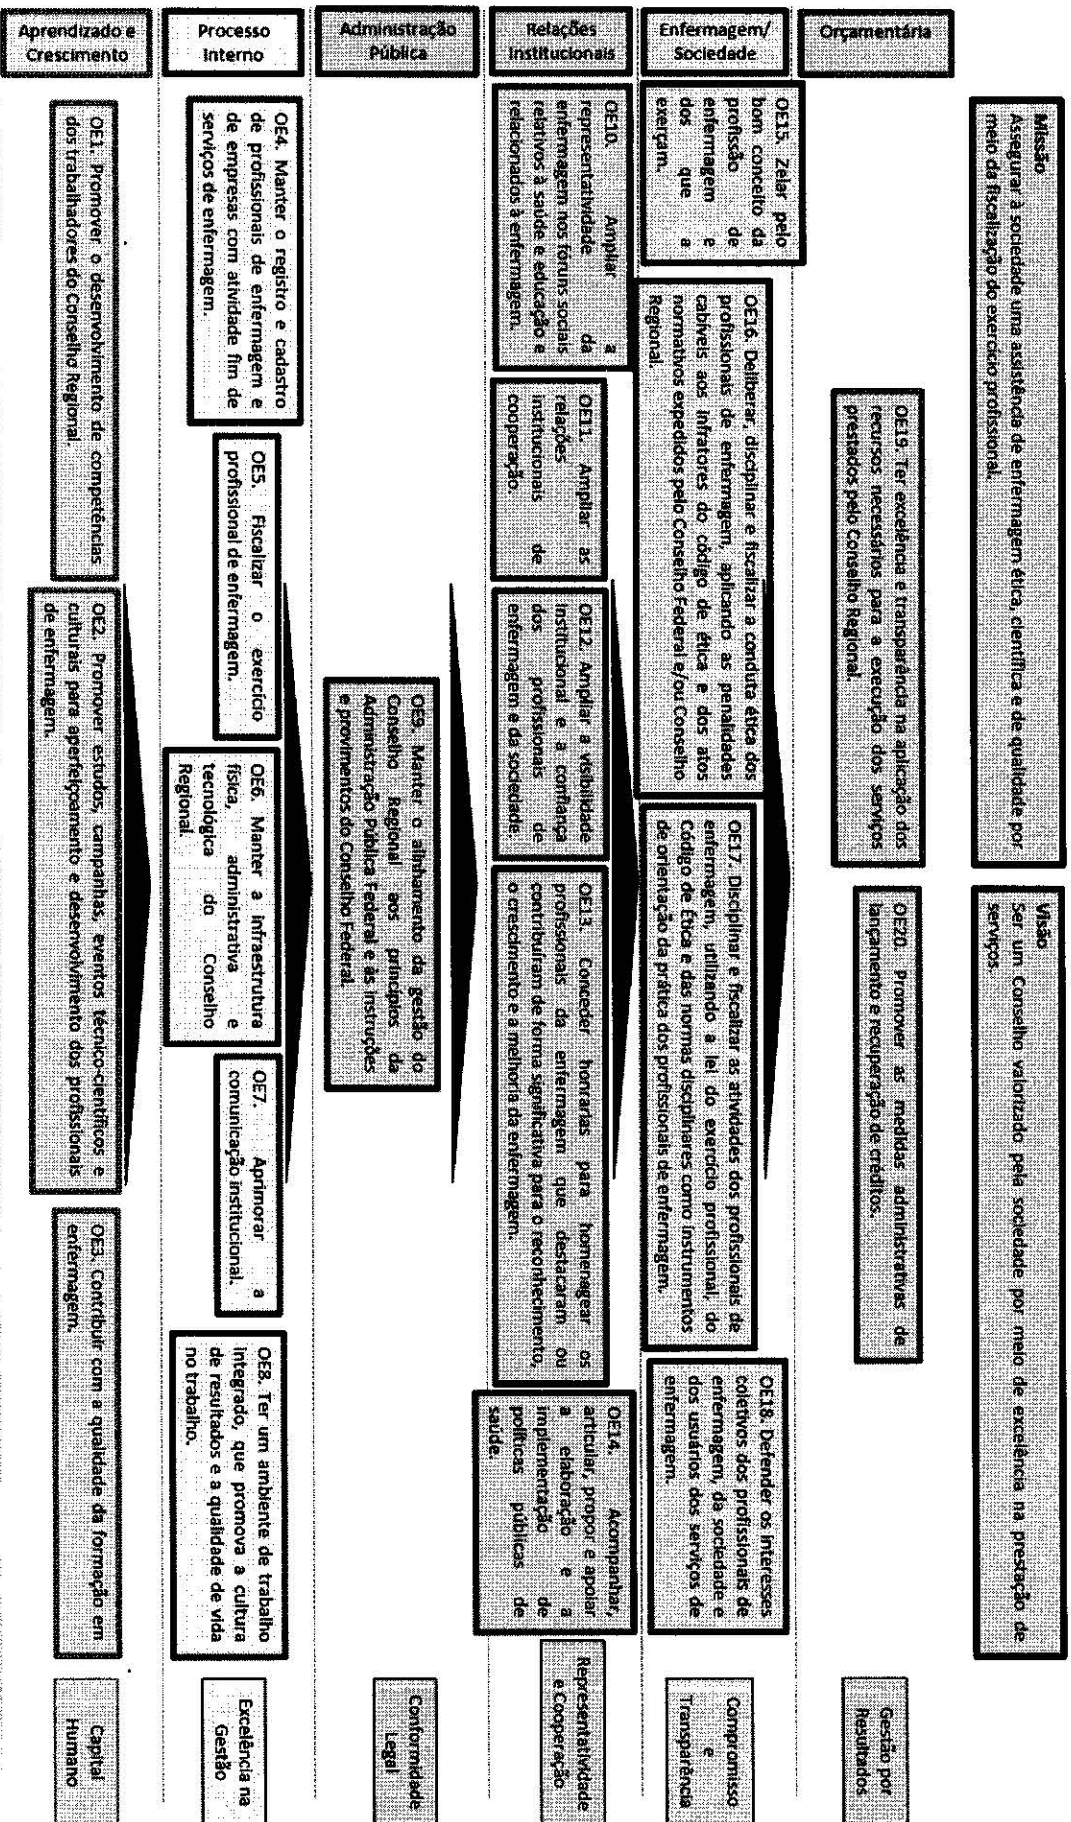 Missão
Assegurar à sociedade uma assistência de enfermagem ética, científica e de qualidade por
meio da fiscalização do exercício profissional.
Visão
Ser um Conselho valorizado pela sociedade por meio de excelência na prestação de
serviços.
Orçamentária
OE19. Ter excelência e transparência na aplicação dos
recursos necessários para a execução dos serviços
prestados pelo Conselho Regional.
OE20. Promover as medidas administrativas de
lançamento e recuperação de créditos.
Gestão por
Resultados
Enfermagem/
Sociedade
OE15. Zelar pelo
bom conceito da
profissão de
enfermagem e
dos que a
exerçam.
OE16. Deliberar, disciplinar e fiscalizar a conduta ética dos
profissionais de enfermagem, aplicando as penalidades
cabíveis aos infratores do código de ética e dos atos
normativos expedidos pelo Conselho Federal e/ou Conselho
Regional.
OE17. Disciplinar e fiscalizar as atividades dos profissionais de
enfermagem, utilizando a lei do exercício profissional, do
Código de Ética e das normas disciplinares como instrumentos
de orientação da prática dos profissionais de enfermagem.
OE18. Defender os interesses
coletivos dos profissionais de
enfermagem, da sociedade e
dos usuários dos serviços de
enfermagem.
Compromisso
e
Transparência
Relações
Institucionais
OE10. Ampliar a
representatividade da
enfermagem nos fóruns sociais
relativos à saúde e educação e
relacionados à enfermagem.
OE11. Ampliar as
relações
institucionais de
cooperação.
OE12. Ampliar a visibilidade
institucional e a confiança
dos profissionais de
enfermagem e da sociedade
OE13. Conceder honrarias para homenagear os
profissionais da enfermagem que destacaram ou
contribuíram de forma significativa para o reconhecimento,
o crescimento e a melhoria da enfermagem.
OE14. Acompanhar,
articular, propor e apoiar
a elaboração e a
implementação de
políticas públicas de
saúde.
Representatividade
e Cooperação
Administração
Pública
OE9. Manter o alinhamento da gestão do
Conselho Regional aos princípios da
Administração Pública Federal e às instruções
e provimentos do Conselho Federal.
Conformidade
Legal
Processo
Interno
OE4. Manter o registro e cadastro
de profissionais de enfermagem e
de empresas com atividade fim de
serviços de enfermagem.
OE5. Fiscalizar o exercício
profissional de enfermagem.
OE6. Manter a infraestrutura
física, administrativa e
tecnológica do Conselho
Regional.
OE7. Aprimorar a
comunicação institucional.
OE8. Ter um ambiente de trabalho
integrado, que promova a cultura
de resultados e a qualidade de vida
no trabalho.
Excelência na
Gestão
Aprendizado e
Crescimento
OE1. Promover o desenvolvimento de competências
dos trabalhadores do Conselho Regional.
OE2. Promover estudos, campanhas, eventos técnico-científicos e
culturais para aperfeiçoamento e desenvolvimento dos profissionais
de enfermagem.
OE3. Contribuir com a qualidade da formação em
enfermagem.
Capital
Humano